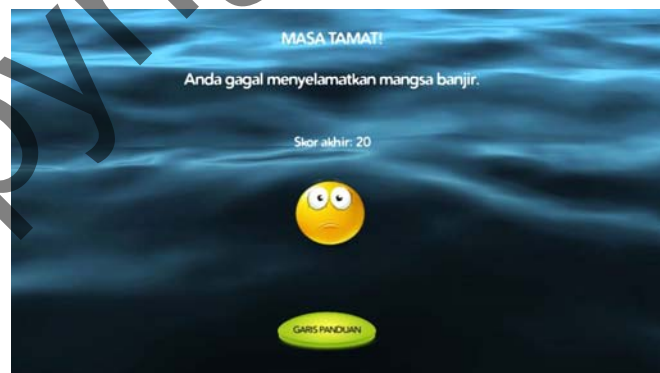 MASA TAMAT!
Anda gagal menyelamatkan mangsa banjir.
Skor akhir: 20
GARIS PANDUAN